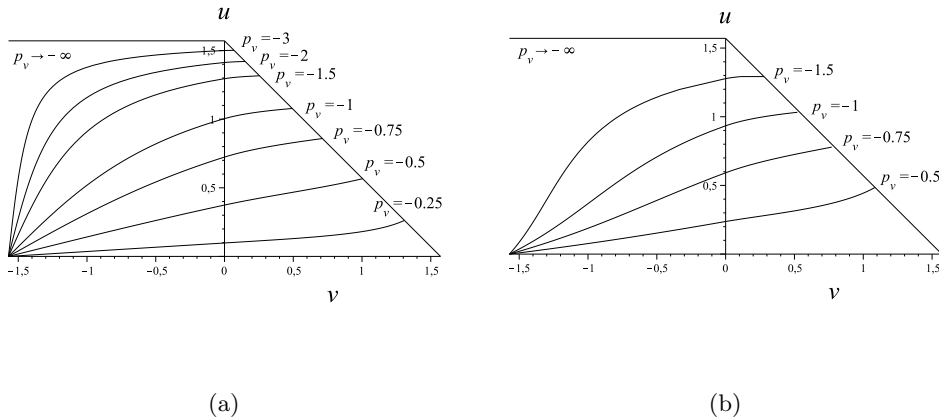 u
p_v → −∞
p_v = −3
p_v = −2
p_v = −1.5
p_v = −1
p_v = −0.75
p_v = −0.5
p_v = −0.25
1,5
1
0,5
−1,5 −1 −0,5 0 0,5 1 1,5
v
(a)
u
p_v → −∞
p_v = −1.5
p_v = −1
p_v = −0.75
p_v = −0.5
1,5
1
0,5
−1,5 −1 −0,5 0 0,5 1 1,5
v
(b)